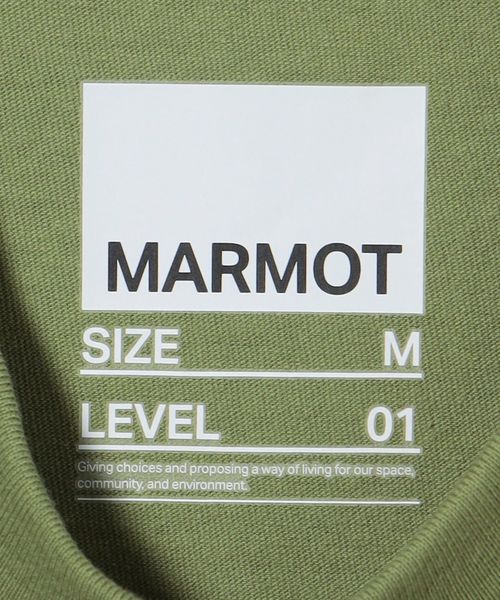 MARMOT
SIZE M
LEVEL 01
Giving choices and proposing a way of living for our space,
community, and environment.